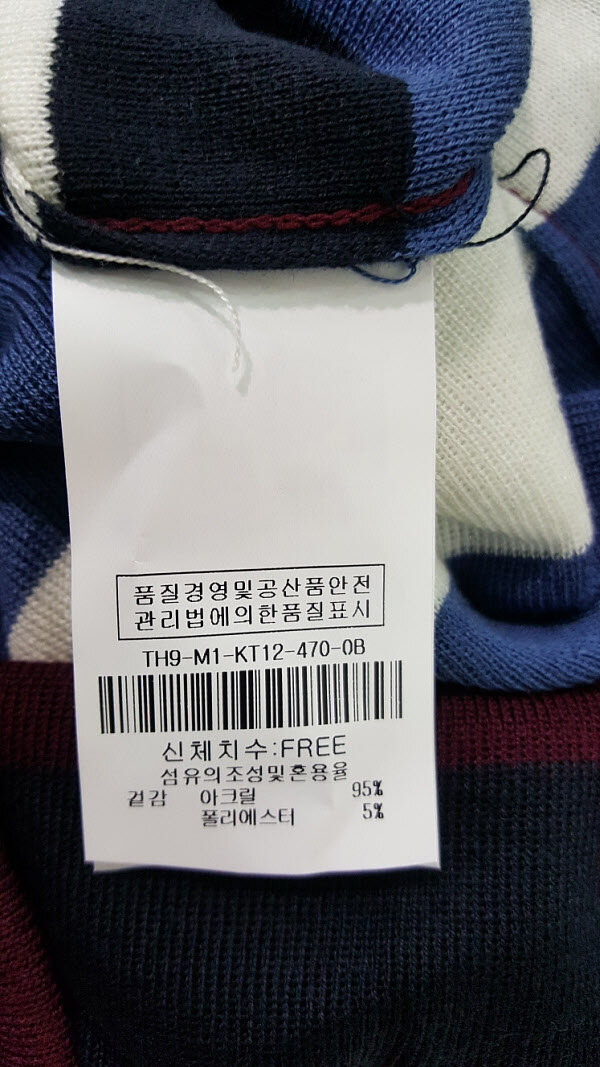 품질경영및공산품안전
관리법에의한품질표시
TH9-M1-KT12-470-0B
신체치수:FREE
섬유의조성및혼용율
겉감 아크릴 95%
폴리에스터 5%